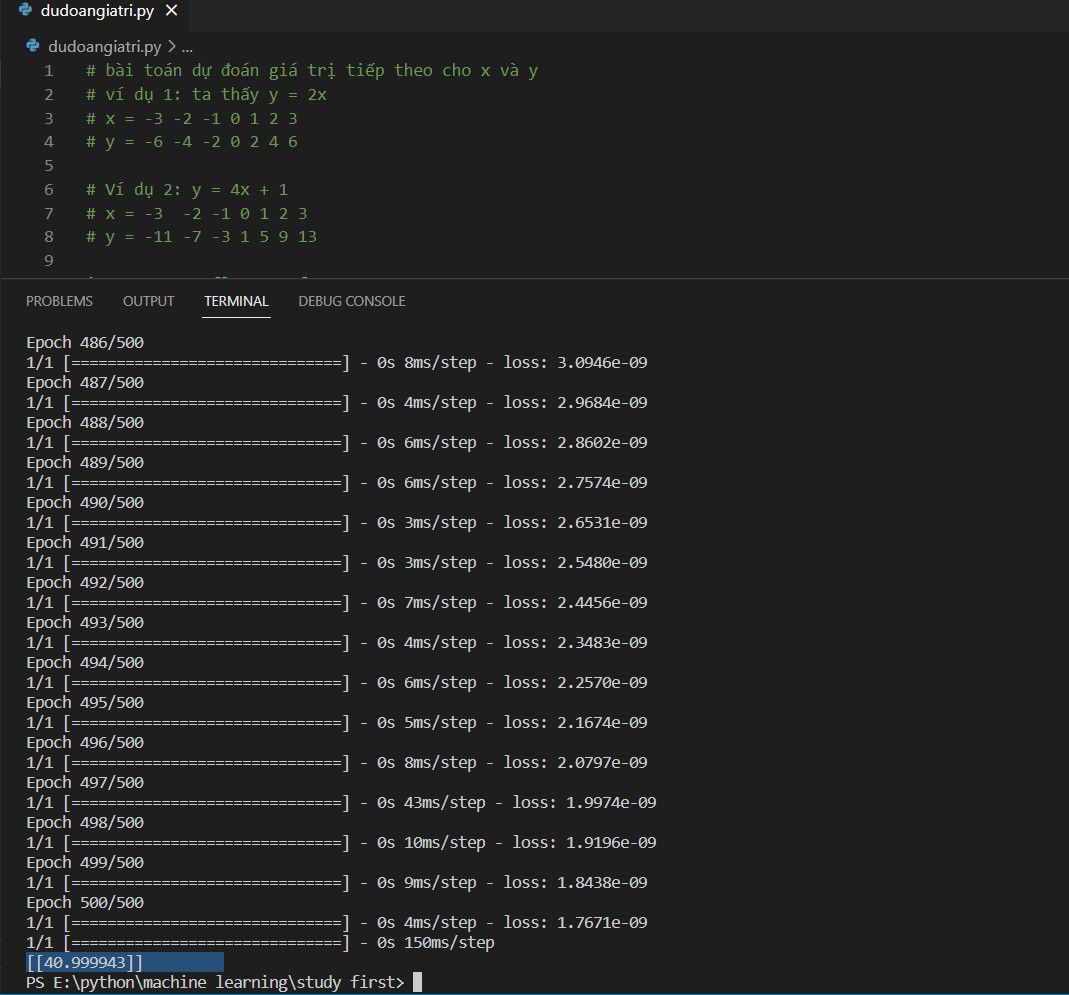 dudoangiatri.py
dudoangiatri.py > ...
1 # bài toán dự đoán giá trị tiếp theo cho x và y
2 # ví dụ 1: ta thấy y = 2x
3 # x = -3 -2 -1 0 1 2 3
4 # y = -6 -4 -2 0 2 4 6
5
6 # Ví dụ 2: y = 4x + 1
7 # x = -3  -2 -1 0 1 2 3
8 # y = -11 -7 -3 1 5 9 13
9
PROBLEMS OUTPUT TERMINAL DEBUG CONSOLE
Epoch 486/500
1/1 [==============================] - 0s 8ms/step - loss: 3.0946e-09
Epoch 487/500
1/1 [==============================] - 0s 4ms/step - loss: 2.9684e-09
Epoch 488/500
1/1 [==============================] - 0s 6ms/step - loss: 2.8602e-09
Epoch 489/500
1/1 [==============================] - 0s 6ms/step - loss: 2.7574e-09
Epoch 490/500
1/1 [==============================] - 0s 3ms/step - loss: 2.6531e-09
Epoch 491/500
1/1 [==============================] - 0s 3ms/step - loss: 2.5480e-09
Epoch 492/500
1/1 [==============================] - 0s 7ms/step - loss: 2.4456e-09
Epoch 493/500
1/1 [==============================] - 0s 4ms/step - loss: 2.3483e-09
Epoch 494/500
1/1 [==============================] - 0s 6ms/step - loss: 2.2570e-09
Epoch 495/500
1/1 [==============================] - 0s 5ms/step - loss: 2.1674e-09
Epoch 496/500
1/1 [==============================] - 0s 8ms/step - loss: 2.0797e-09
Epoch 497/500
1/1 [==============================] - 0s 43ms/step - loss: 1.9974e-09
Epoch 498/500
1/1 [==============================] - 0s 10ms/step - loss: 1.9196e-09
Epoch 499/500
1/1 [==============================] - 0s 9ms/step - loss: 1.8438e-09
Epoch 500/500
1/1 [==============================] - 0s 4ms/step - loss: 1.7671e-09
1/1 [==============================] - 0s 150ms/step
[[40.999943]]
PS E:\python\machine learning\study first>